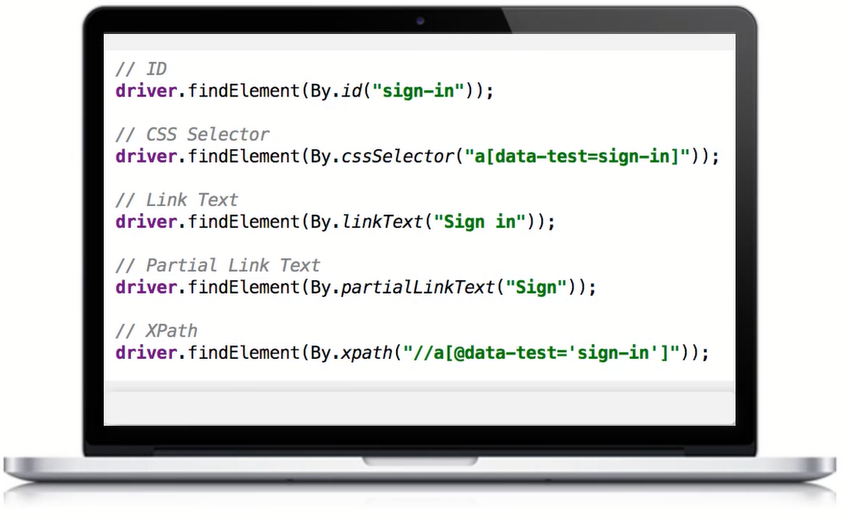 // ID
driver.findElement(By.id("sign-in"));
// CSS Selector
driver.findElement(By.cssSelector("a[data-test=sign-in]"));
// Link Text
driver.findElement(By.linkText("Sign in"));
// Partial Link Text
driver.findElement(By.partialLinkText("Sign"));
// XPath
driver.findElement(By.xpath("//a[@data-test='sign-in']"));